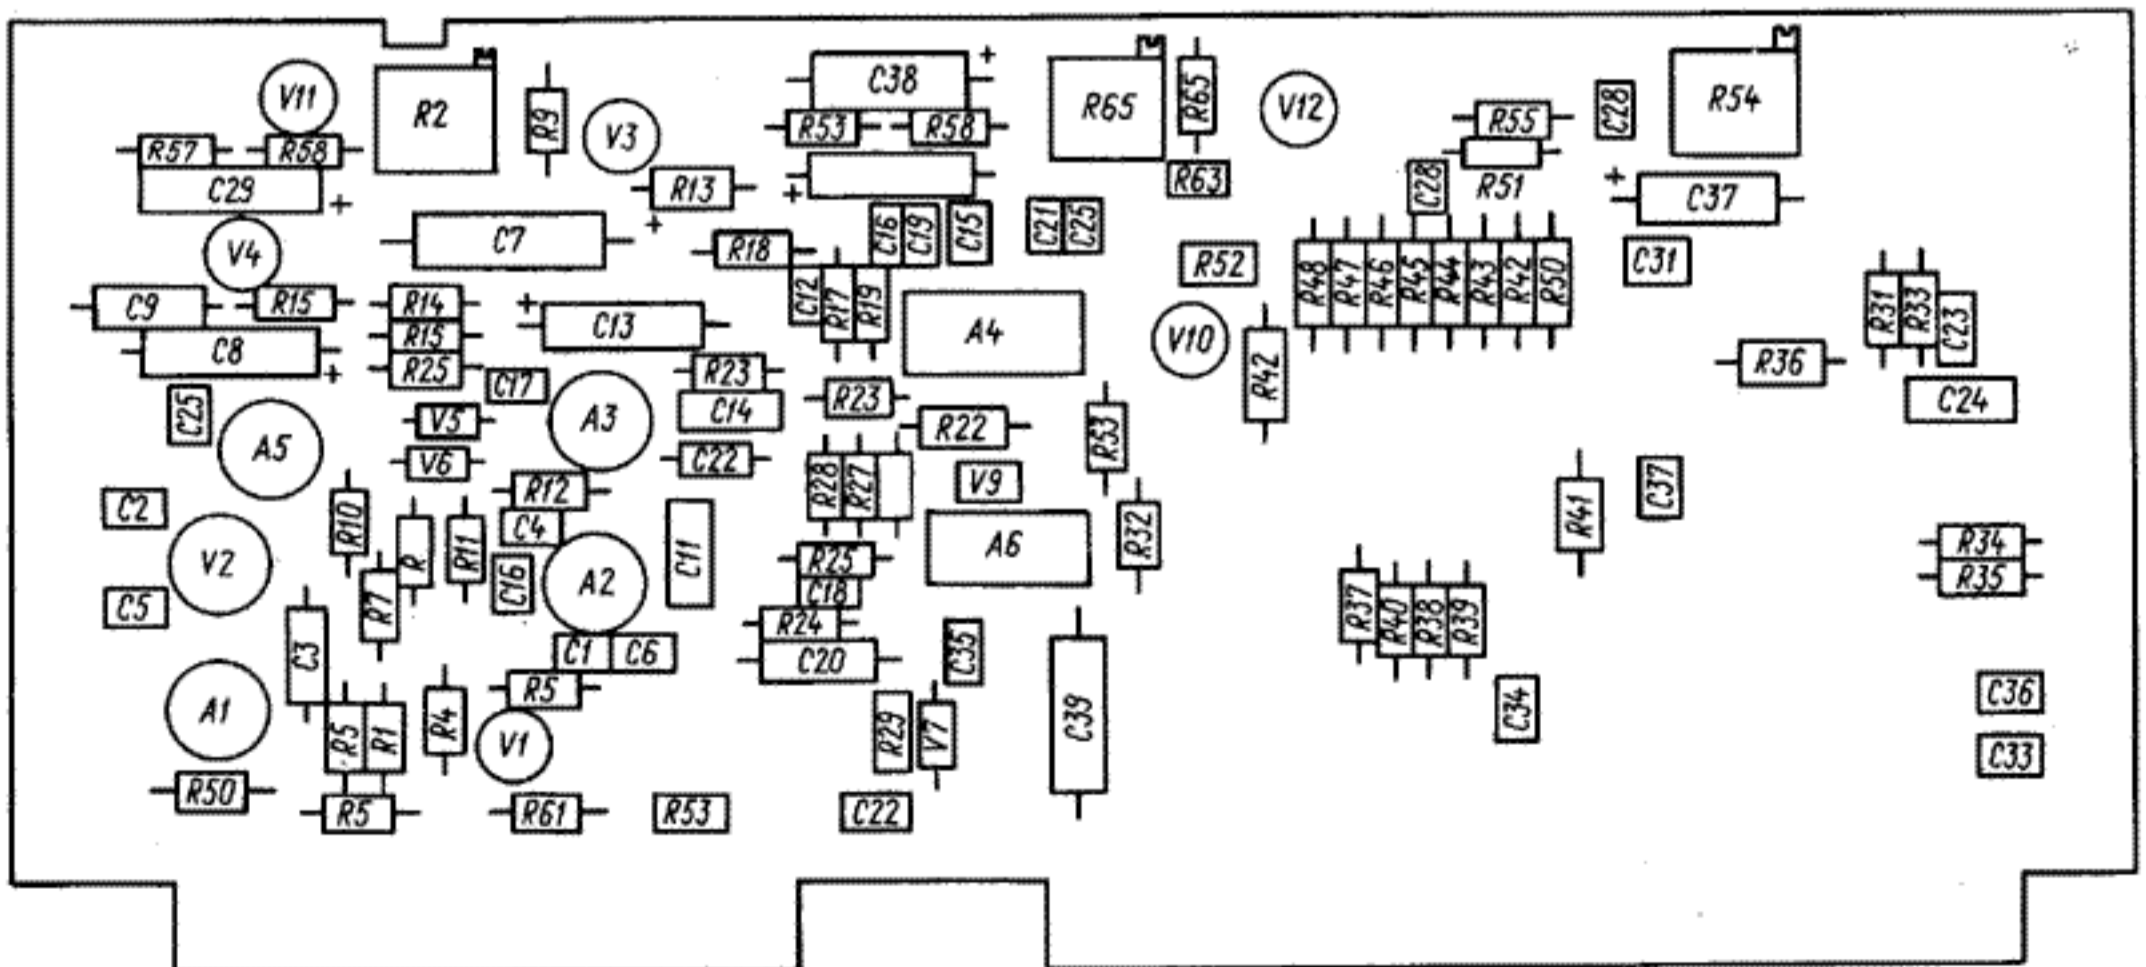 V11
R2
R9
V3
C38
+
R65
R65
V12
R55
C28
R54
R53
R58
R57
R58
C29
+
R13
+
+
R63
C28
R51
+
C37
V4
C7
R18
C16
C19
C15
C21
C25
R52
R48
R47
R46
R45
R44
R43
R42
R50
C31
C9
R15
R14
+
C13
C12
R17
R19
A4
V10
R31
R33
C23
C8
+
R15
R25
C17
R23
R42
R36
C25
A5
V5
A3
C14
R23
R22
R53
C24
V6
C22
R28
R27
V9
R41
C37
C2
R10
R12
C4
C11
A6
R32
R34
R35
V2
R
R11
C16
A2
R25
C18
C5
R7
R24
R37
R40
R38
R39
C3
C1
C6
C20
C35
C39
C34
C36
A1
R5
R1
R4
R5
V1
R29
V7
C33
R50
R5
R61
R53
C22